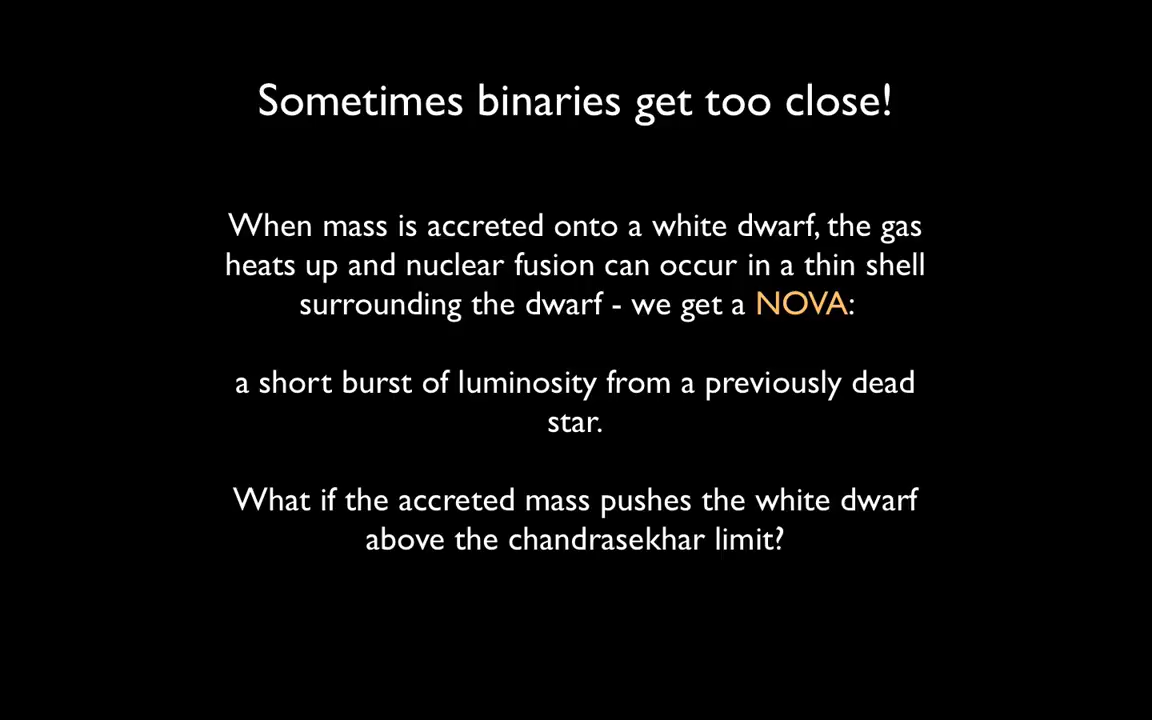 Sometimes binaries get too close!
When mass is accreted onto a white dwarf, the gas
heats up and nuclear fusion can occur in a thin shell
surrounding the dwarf - we get a NOVA:
a short burst of luminosity from a previously dead
star.
What if the accreted mass pushes the white dwarf
above the chandrasekhar limit?